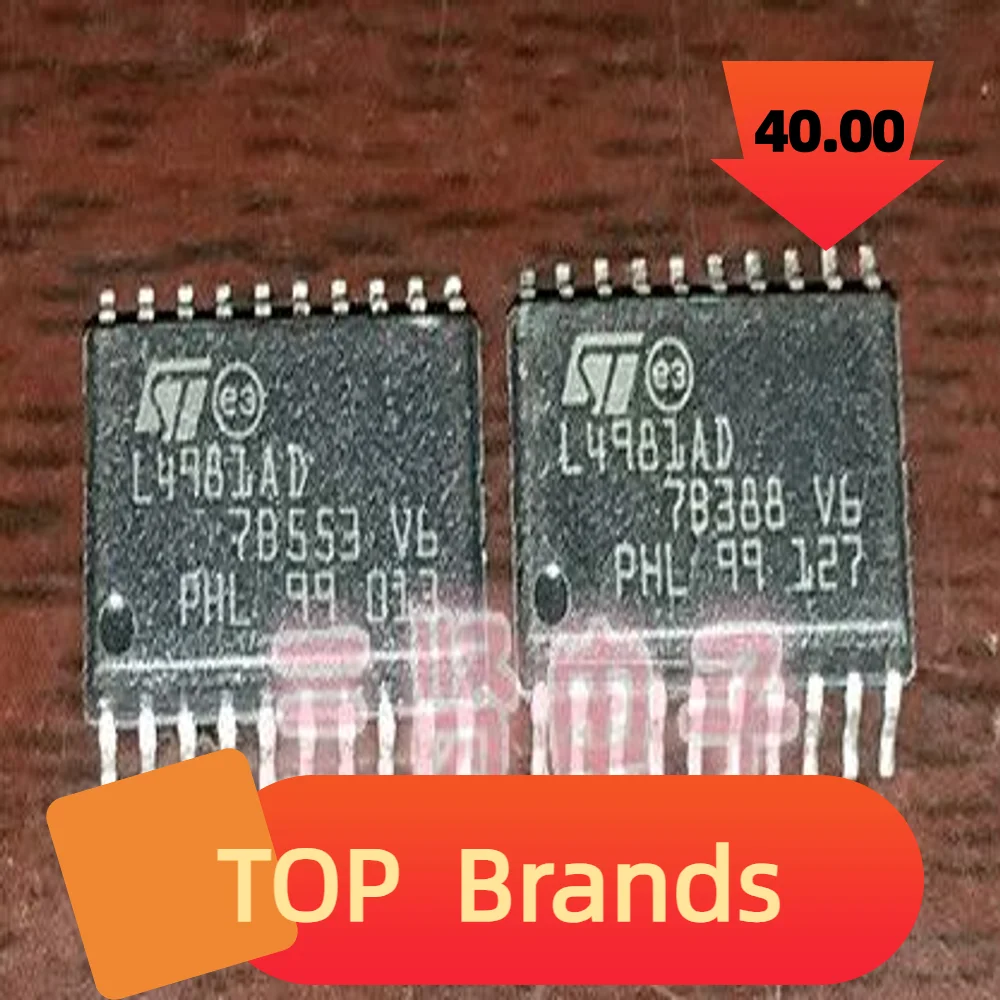 40.00
ST e3
L4981AD
7B553 V6
PHL 99 013
ST e3
L4981AD
7B388 V6
PHL 99 127
TOP Brands